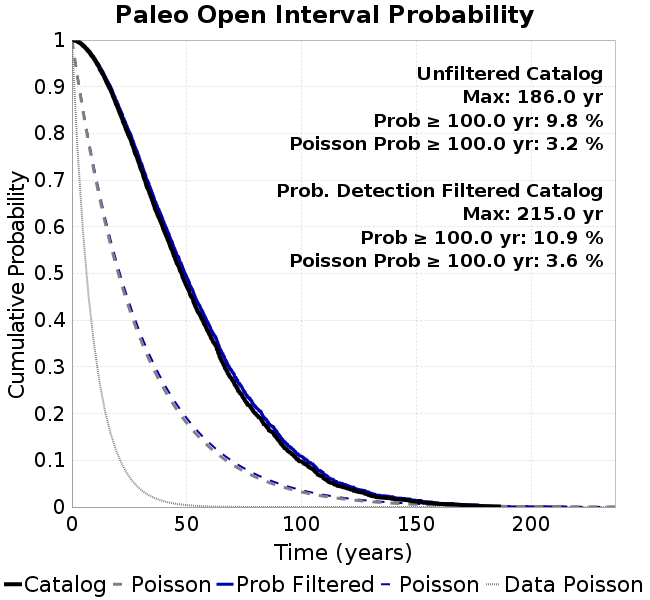 Paleo Open Interval Probability
Unfiltered Catalog
Max: 186.0 yr
Prob ≥ 100.0 yr: 9.8 %
Poisson Prob ≥ 100.0 yr: 3.2 %
Prob. Detection Filtered Catalog
Max: 215.0 yr
Prob ≥ 100.0 yr: 10.9 %
Poisson Prob ≥ 100.0 yr: 3.6 %
Cumulative Probability
1
0.9
0.8
0.7
0.6
0.5
0.4
0.3
0.2
0.1
0
0 50 100 150 200
Time (years)
Catalog Poisson Prob Filtered Poisson Data Poisson